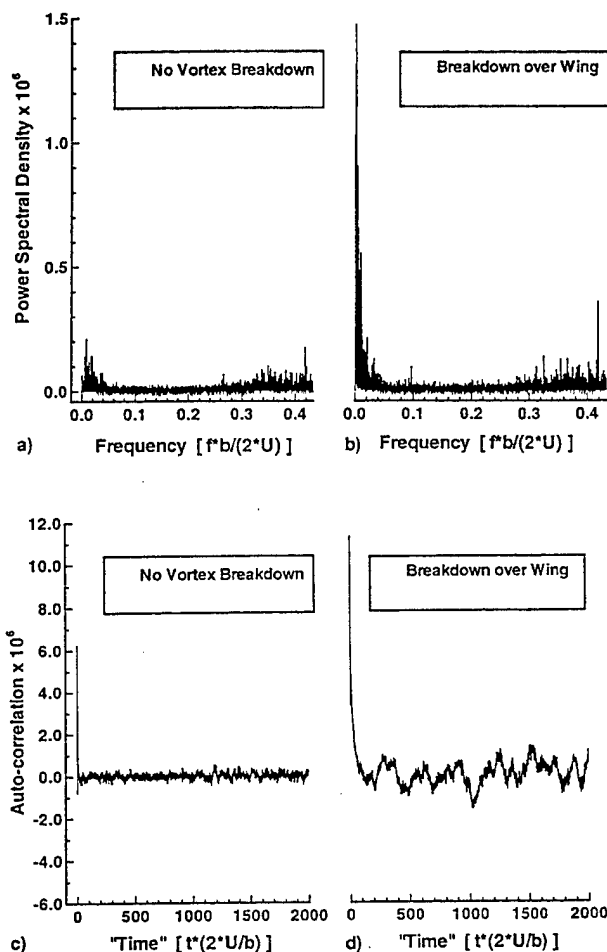 1.5
1.0
0.5
0.0
Power Spectral Density x 10⁶
No Vortex Breakdown
Breakdown over Wing
0.0 0.1 0.2 0.3 0.4
0.0 0.1 0.2 0.3 0.4
a) Frequency [ f*b/(2*U) ]
b) Frequency [ f*b/(2*U) ]
12.0
10.0
8.0
6.0
4.0
2.0
0.0
-2.0
-4.0
-6.0
Auto-correlation x 10⁶
No Vortex Breakdown
Breakdown over Wing
0 500 1000 1500 2000
0 500 1000 1500 2000
c) "Time" [ t*(2*U/b) ]
d) "Time" [ t*(2*U/b) ]